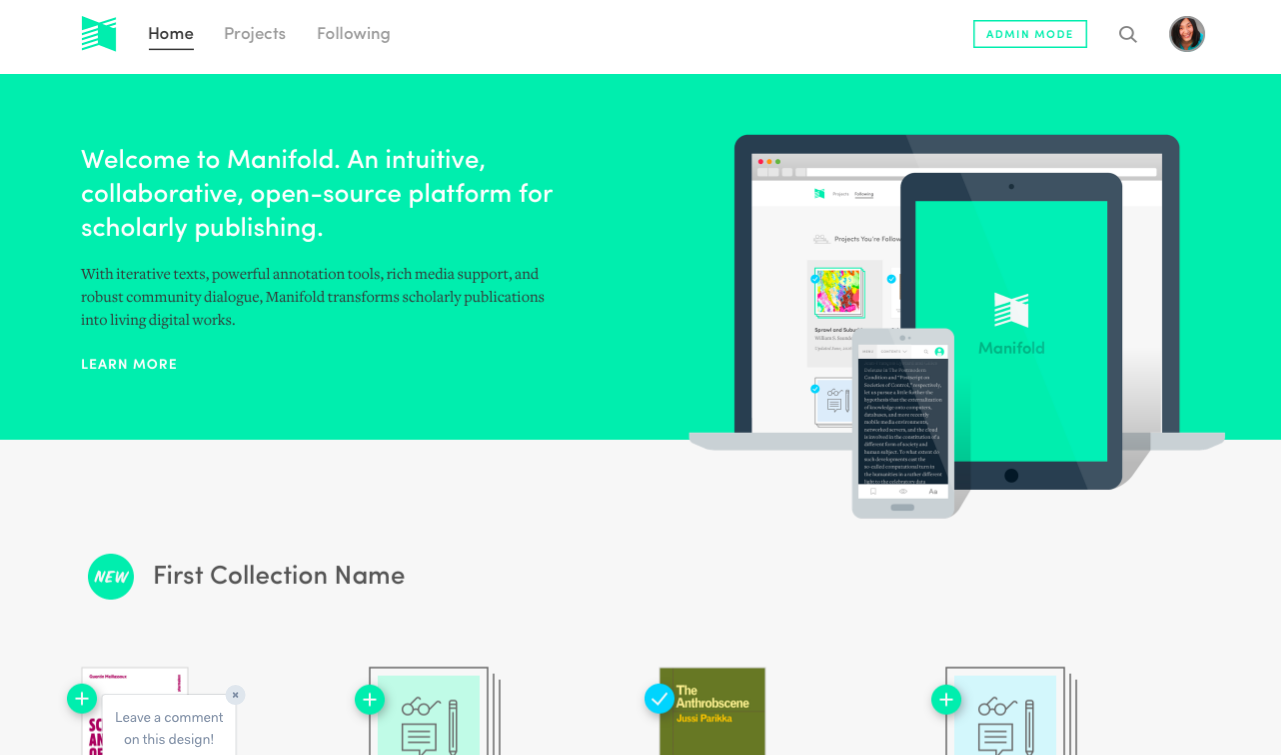 Home Projects Following ADMIN MODE
Welcome to Manifold. An intuitive,
collaborative, open-source platform for
scholarly publishing.
With iterative texts, powerful annotation tools, rich media support, and
robust community dialogue, Manifold transforms scholarly publications
into living digital works.
LEARN MORE
Projects Following
Projects You're Follow
Manifold
Aa
NEW First Collection Name
Quentin Meillassoux
The
Anthrobscene
Jussi Parikka
Leave a comment
on this design!